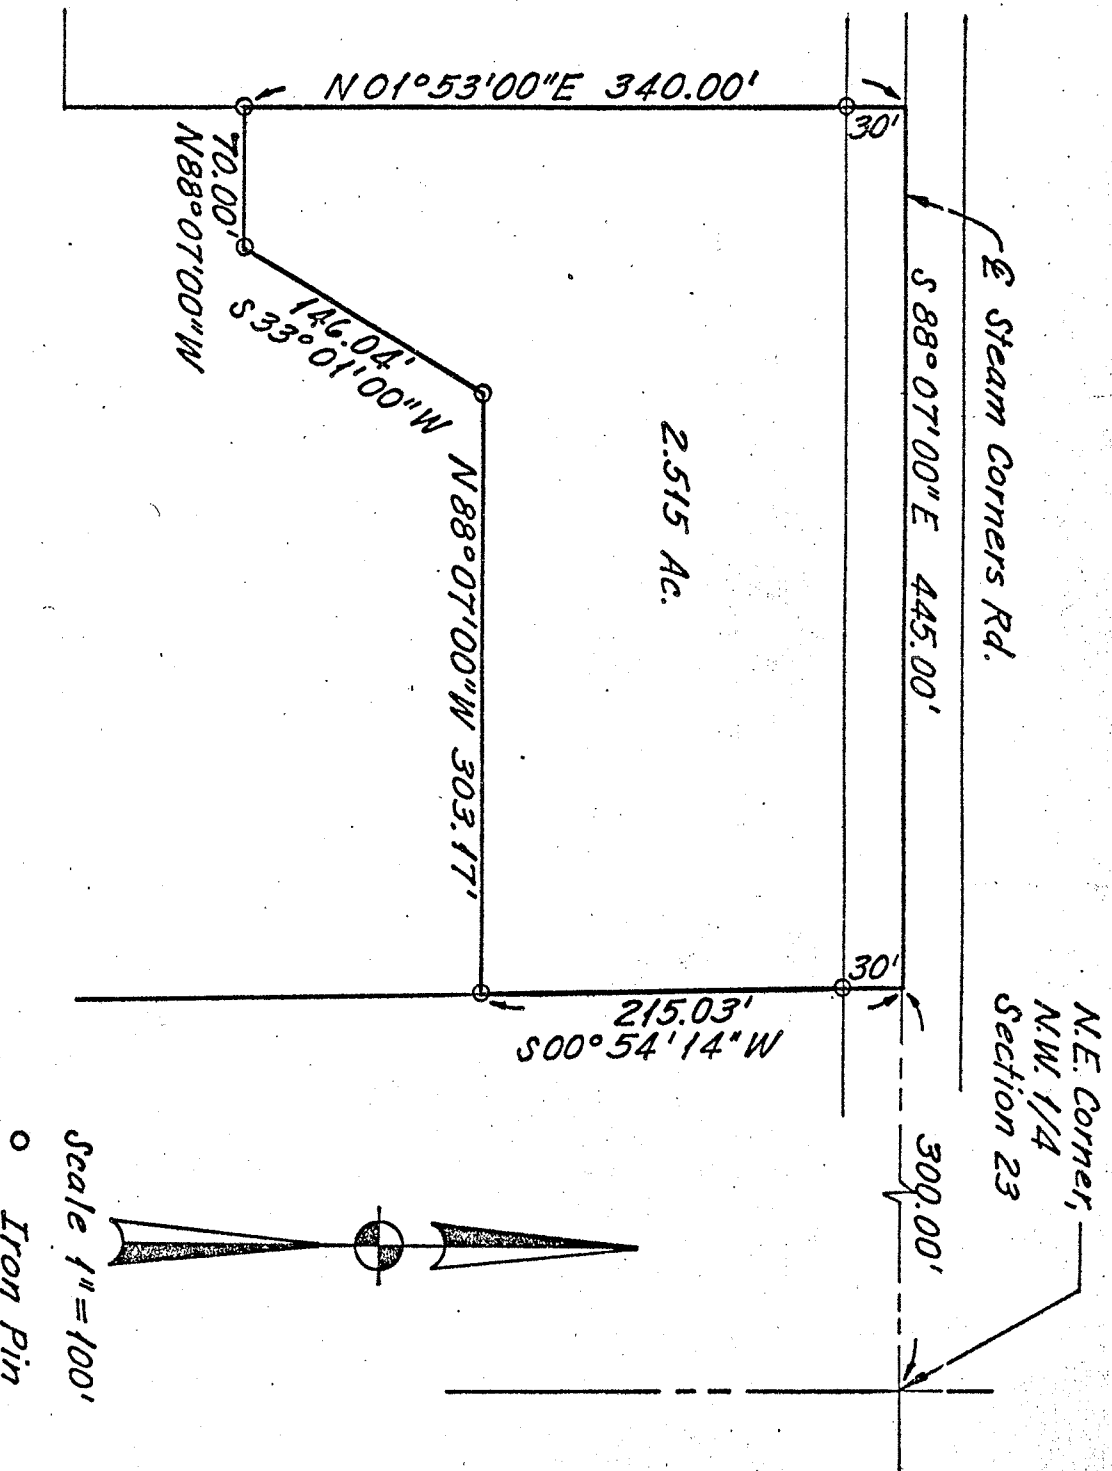 N 01°53'00"E 340.00'
30'
70.00'
N88°07'00"W
146.04'
S 33°01'00"W
℄ Steam Corners Rd.
S 88°07'00"E 445.00'
2.515 Ac.
N 88°07'00"W 303.17'
30'
215.03'
S00°54'14"W
N.E. Corner,
N.W. 1/4
Section 23
300.00'
Scale 1"=100'
o Iron Pin